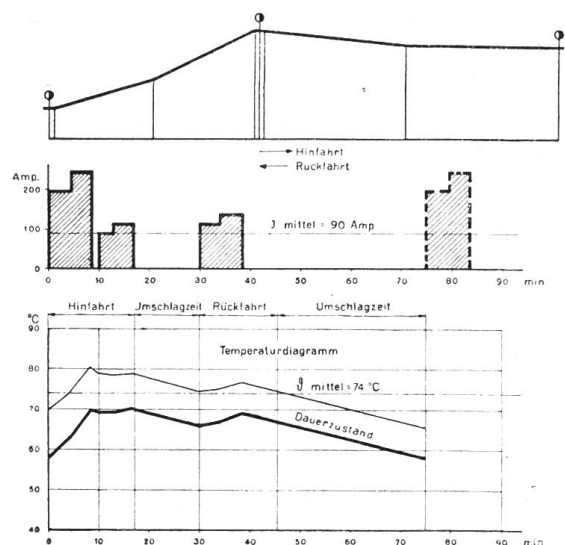 Hinfahrt
Rückfahrt
Amp.
200
100
0
J mittel = 90 Amp
0 10 20 30 40 50 60 70 80 90 min
Hinfahrt Umschlagzeit Rückfahrt Umschlagzeit
°C
90
80
70
60
50
40
Temperaturdiagramm
ϑ mittel = 74 °C
Dauerzustand
0 10 20 30 40 50 60 70 80 90 min